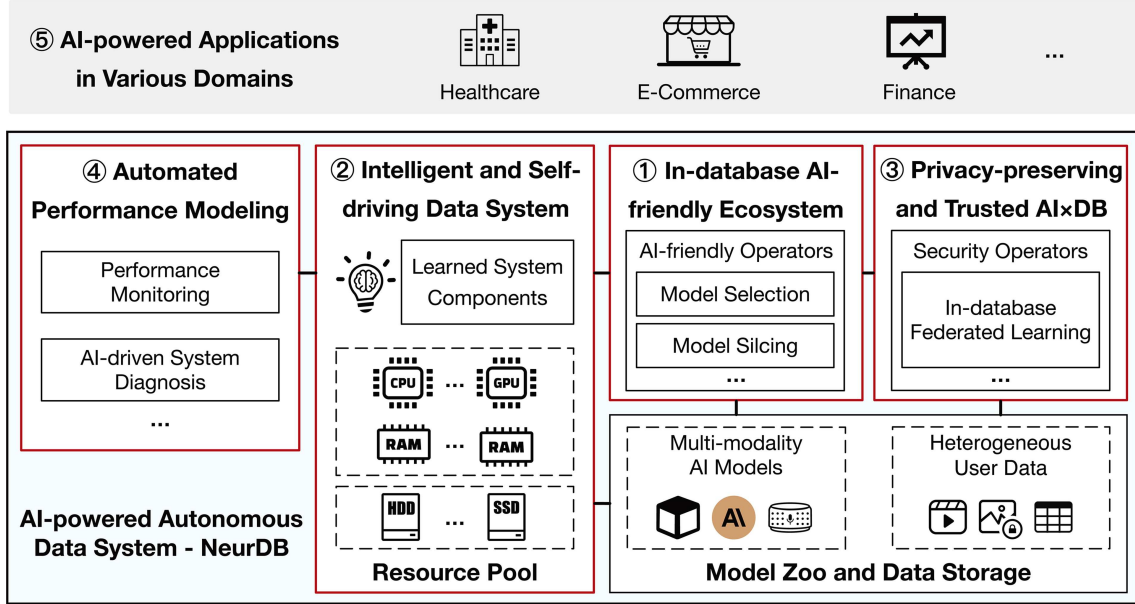 ⑤ AI-powered Applications
in Various Domains
Healthcare
E-Commerce
Finance
...
④ Automated
Performance Modeling
Performance
Monitoring
AI-driven System
Diagnosis
...
② Intelligent and Self-
driving Data System
Learned System
Components
CPU ... GPU
RAM ... RAM
HDD ... SSD
Resource Pool
① In-database AI-
friendly Ecosystem
AI-friendly Operators
Model Selection
Model Silcing
...
③ Privacy-preserving
and Trusted AI×DB
Security Operators
In-database
Federated Learning
...
Multi-modality
AI Models
A\
Heterogeneous
User Data
Model Zoo and Data Storage
AI-powered Autonomous
Data System - NeurDB